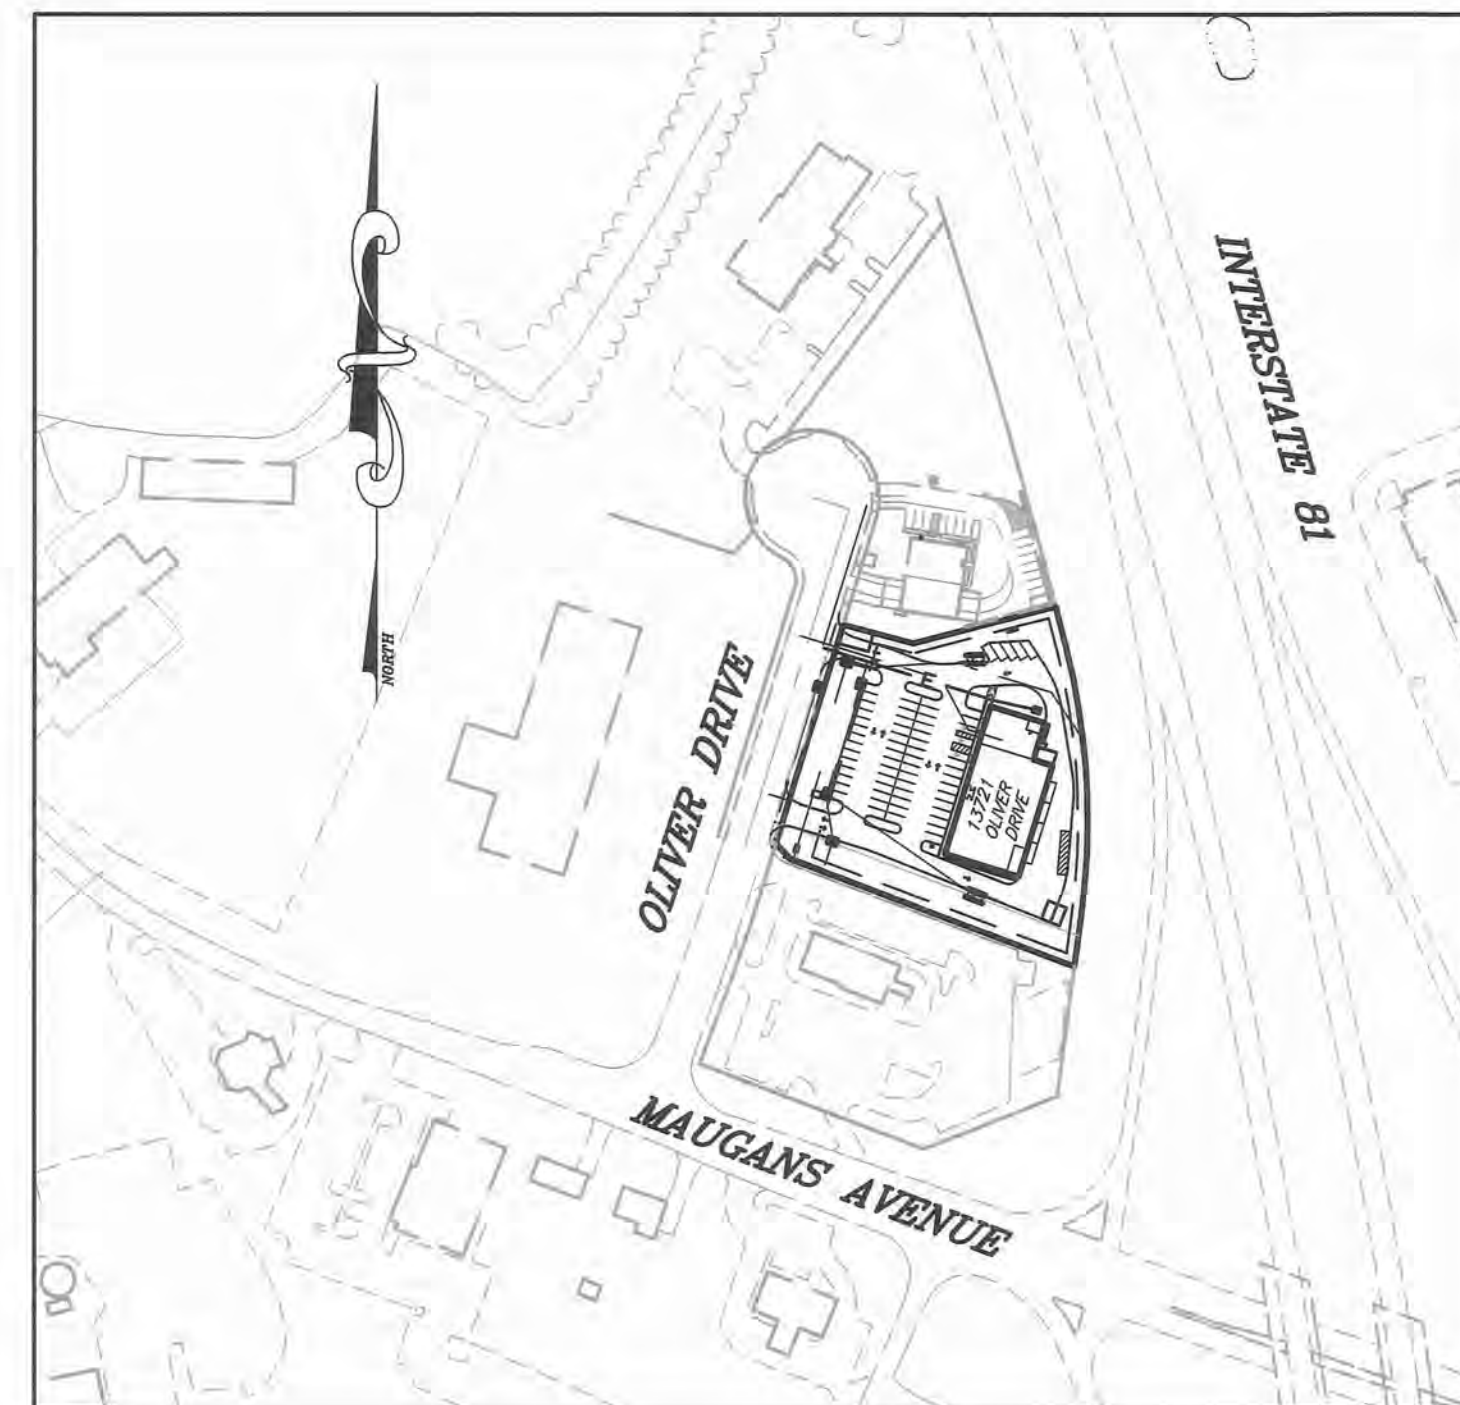 INTERSTATE 81
NORTH
OLIVER DRIVE
13721
OLIVER
DRIVE
MAUGANS AVENUE